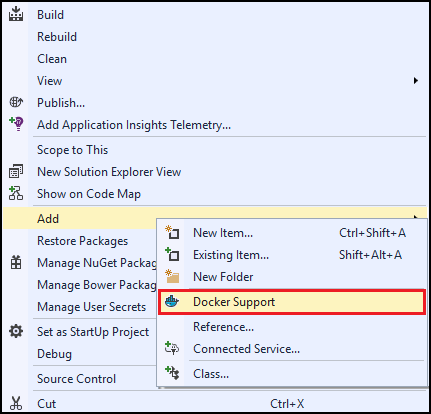 Build
Rebuild
Clean
View
Publish...
Add Application Insights Telemetry...
Scope to This
New Solution Explorer View
Show on Code Map
Add
Restore Packages
Manage NuGet Packag
Manage Bower Packag
Manage User Secrets
Set as StartUp Project
Debug
Source Control
Cut Ctrl+X
New Item... Ctrl+Shift+A
Existing Item... Shift+Alt+A
New Folder
Docker Support
Reference...
Connected Service...
Class...